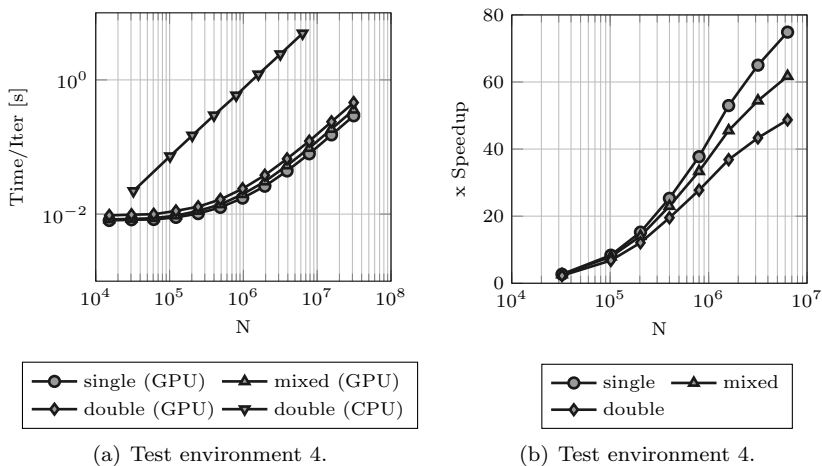 10^0
10^{-2}
Time/Iter [s]
10^4 10^5 10^6 10^7 10^8
N
single (GPU) mixed (GPU)
double (GPU) double (CPU)
(a) Test environment 4.
80
60
40
20
0
x Speedup
10^4 10^5 10^6 10^7
N
single mixed
double
(b) Test environment 4.